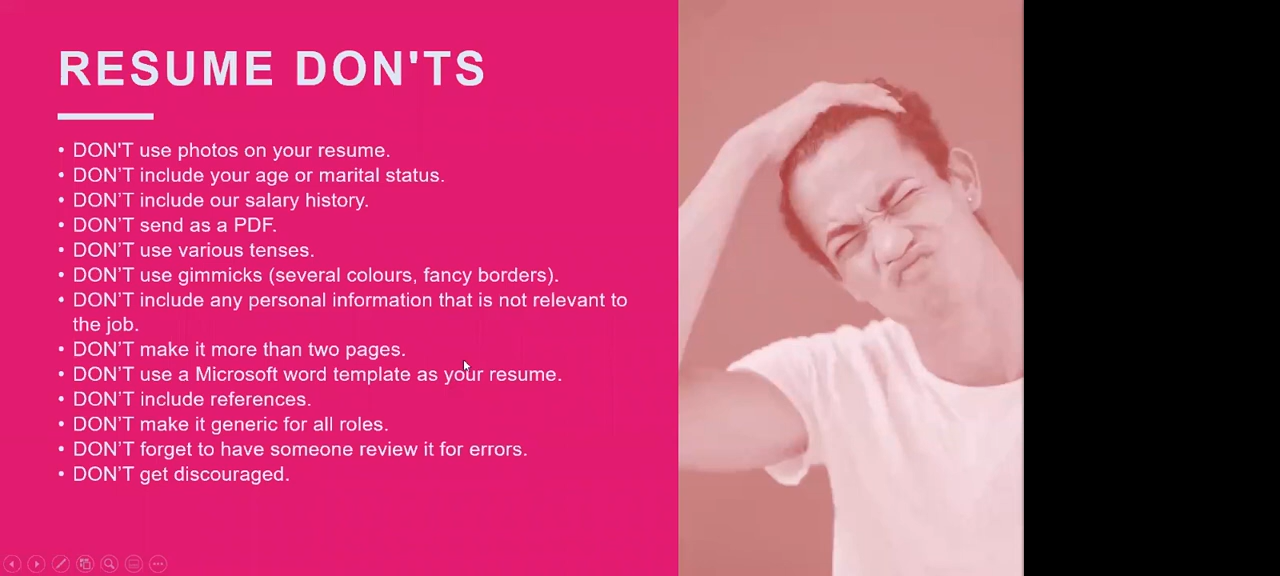 RESUME DON'TS
• DON'T use photos on your resume.
• DON'T include your age or marital status.
• DON'T include our salary history.
• DON'T send as a PDF.
• DON'T use various tenses.
• DON'T use gimmicks (several colours, fancy borders).
• DON'T include any personal information that is not relevant to
the job.
• DON'T make it more than two pages.
• DON'T use a Microsoft word template as your resume.
• DON'T include references.
• DON'T make it generic for all roles.
• DON'T forget to have someone review it for errors.
• DON'T get discouraged.